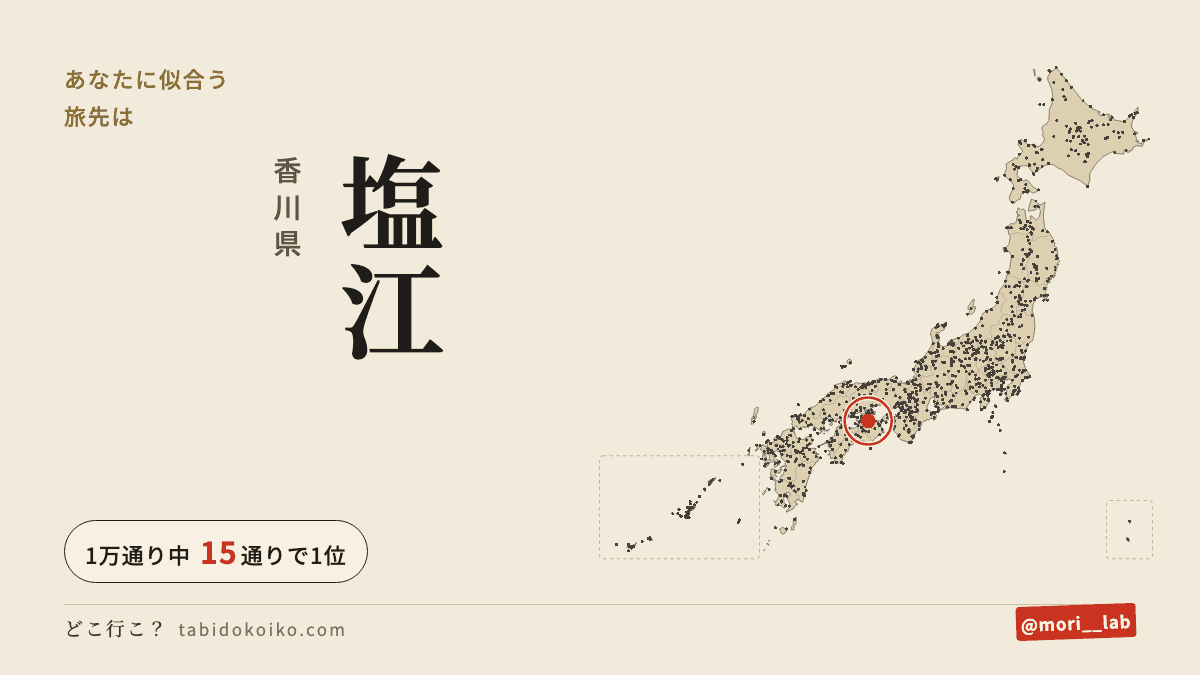 あなたに似合う
旅先は
塩江
香川県
1万通り中 15通りで1位
どこ行こ？ tabidokoiko.com
@mori__lab